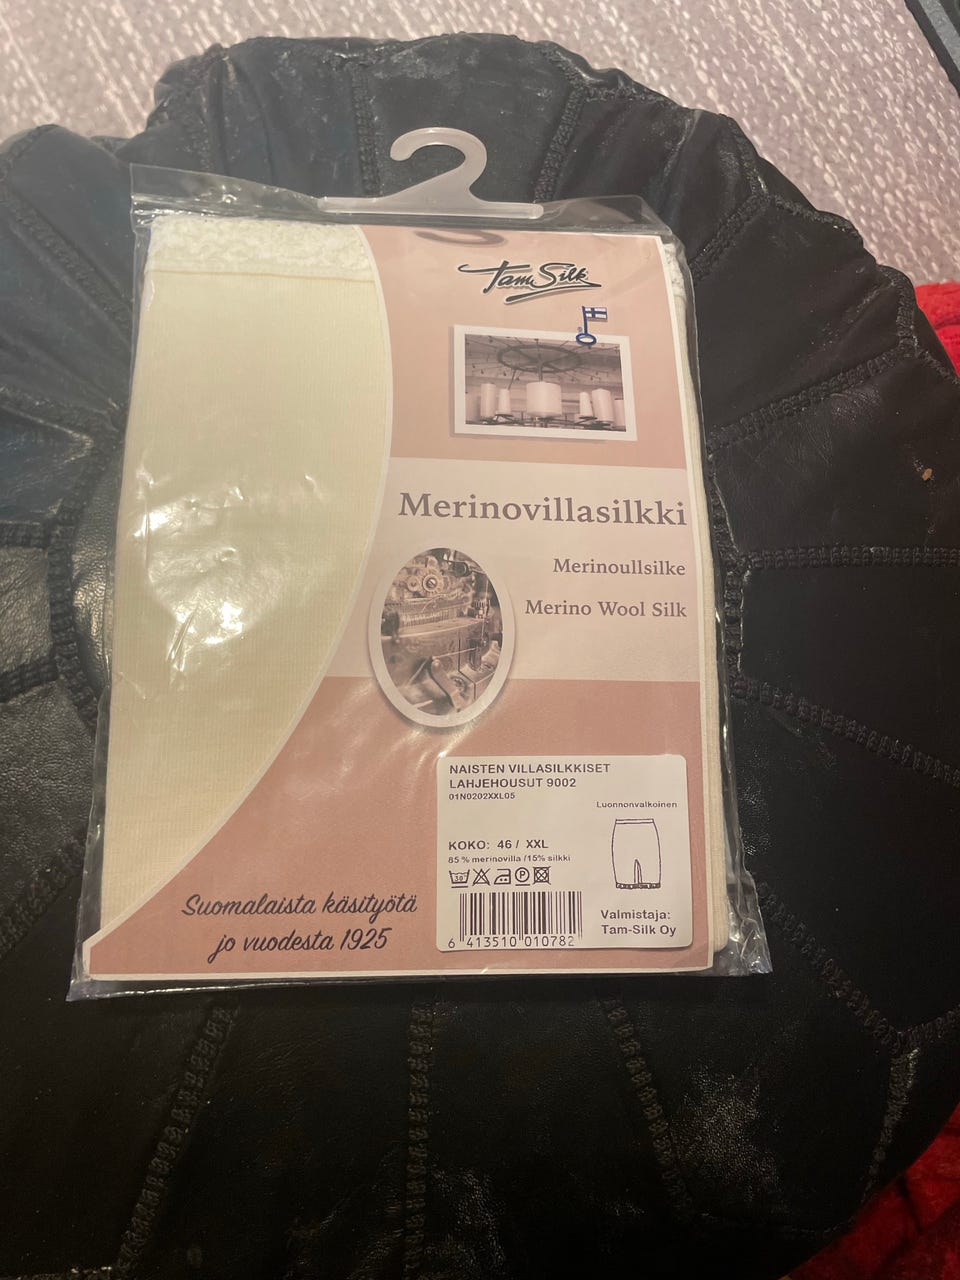 Tam Silk
Merinovillasilkki
Merinoullsilke
Merino Wool Silk
NAISTEN VILLASILKKISET
LAHJEHOUSUT 9002
01N0202XXL05
Luonnonvalkoinen
KOKO: 46 / XXL
85 % merinovilla /15% silkki
30°
P
6 413510 010782
Valmistaja:
Tam-Silk Oy
Suomalaista käsityötä
jo vuodesta 1925